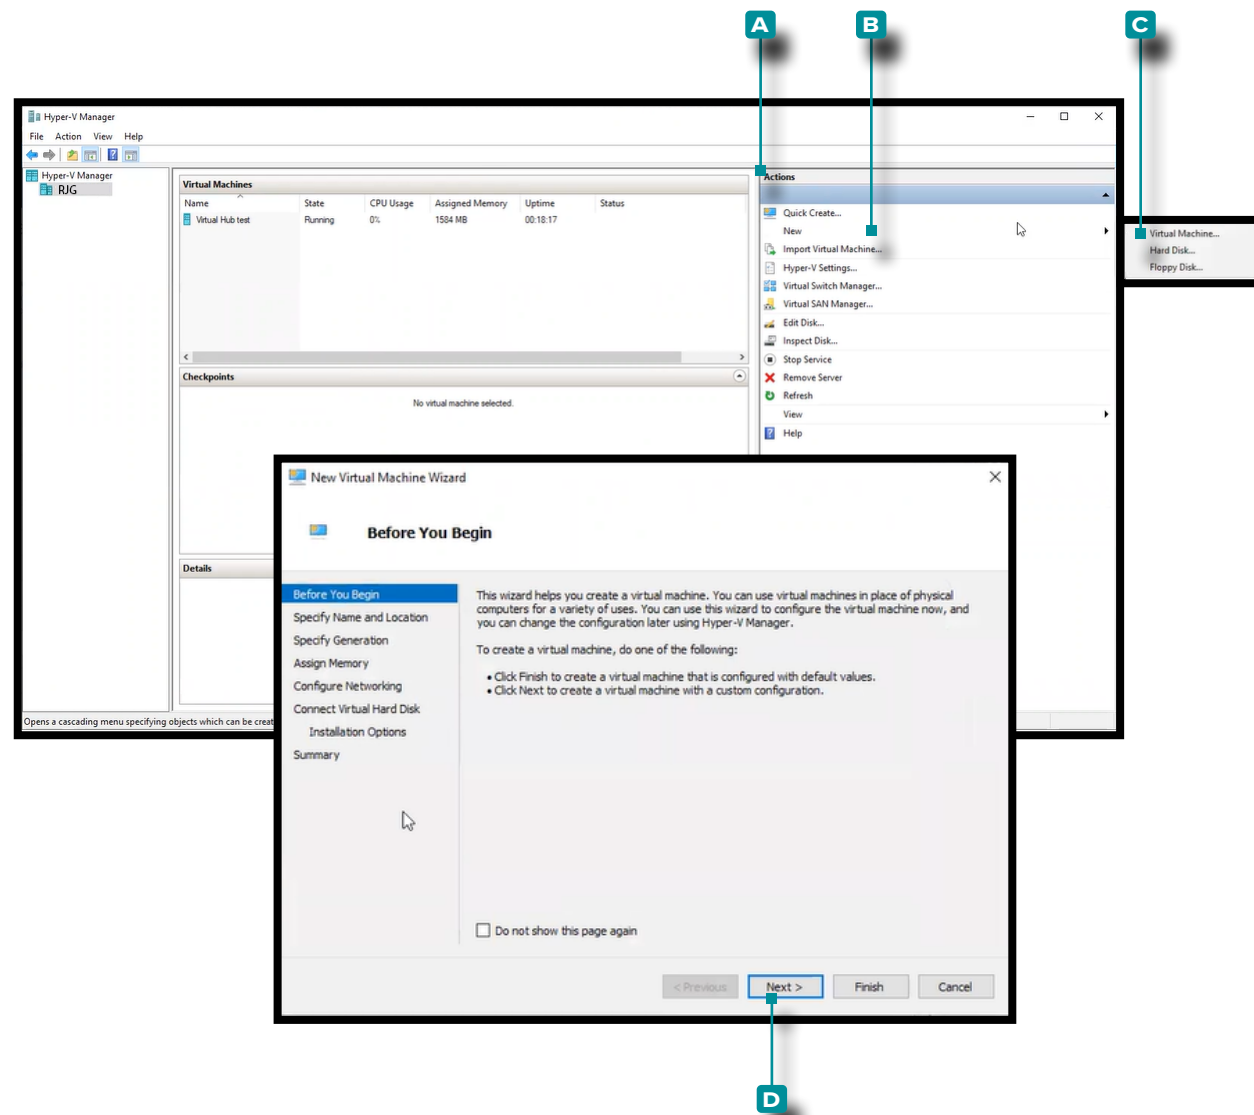 A
B
C
Hyper-V Manager
File Action View Help
Hyper-V Manager
RJG
Virtual Machines
Name State CPU Usage Assigned Memory Uptime Status
Virtual Hub test Running 0% 1584 MB 00:18:17
Checkpoints
No virtual machine selected.
Details
Actions
Quick Create...
New
Import Virtual Machine...
Hyper-V Settings...
Virtual Switch Manager...
Virtual SAN Manager...
Edit Disk...
Inspect Disk...
Stop Service
Remove Server
Refresh
View
Help
Virtual Machine...
Hard Disk...
Floppy Disk...
Opens a cascading menu specifying objects which can be creat
New Virtual Machine Wizard
Before You Begin
Before You Begin
Specify Name and Location
Specify Generation
Assign Memory
Configure Networking
Connect Virtual Hard Disk
Installation Options
Summary
This wizard helps you create a virtual machine. You can use virtual machines in place of physical
computers for a variety of uses. You can use this wizard to configure the virtual machine now, and
you can change the configuration later using Hyper-V Manager.
To create a virtual machine, do one of the following:
• Click Finish to create a virtual machine that is configured with default values.
• Click Next to create a virtual machine with a custom configuration.
Do not show this page again
< Previous Next > Finish Cancel
D